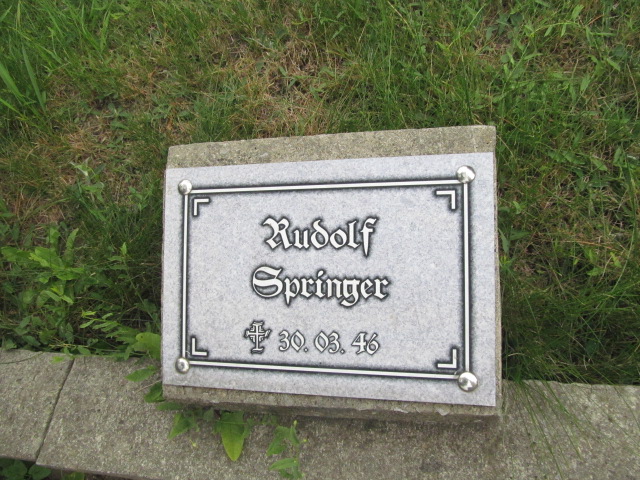 Rudolf
Springer
✝ 30. 03. 46